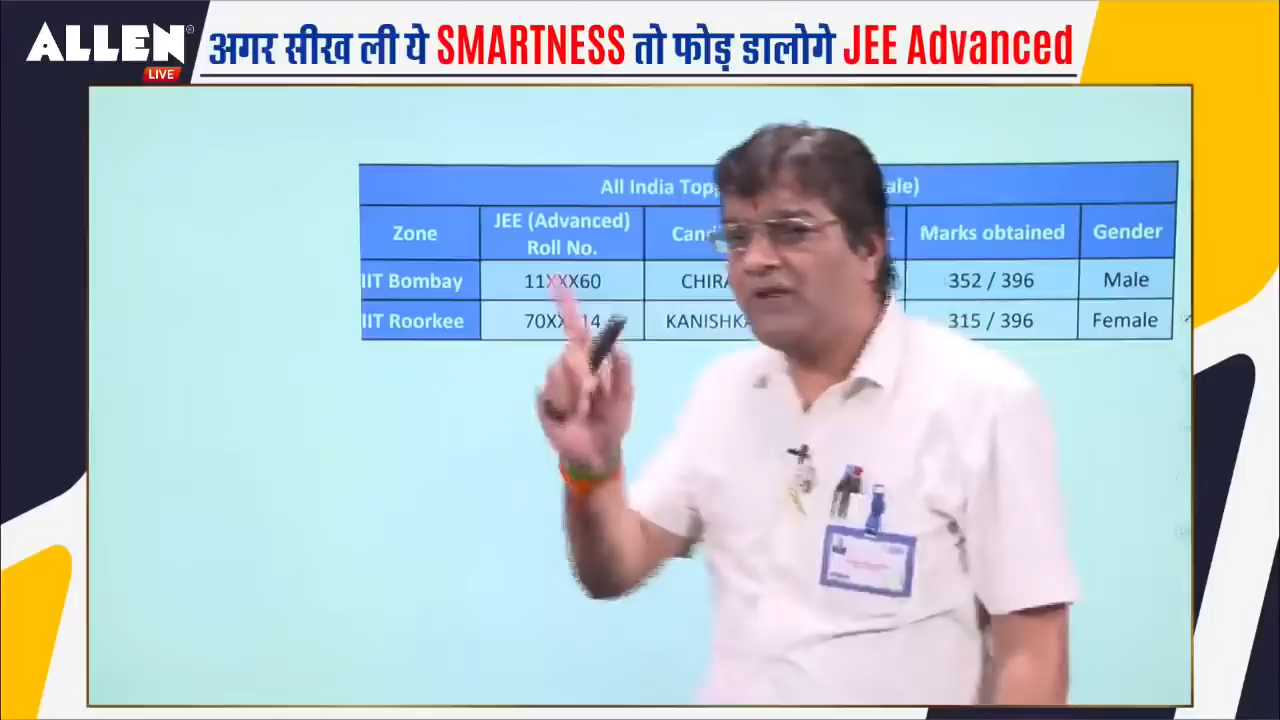 ALLEN®
LIVE
अगर सीख ली ये SMARTNESS तो फोड़ डालोगे JEE Advanced
All India
Zone
JEE (Advanced)
Roll No.
Marks obtained
Gender
IIT Bombay
11XXX60
352 / 396
Male
IIT Roorkee
315 / 396
Female